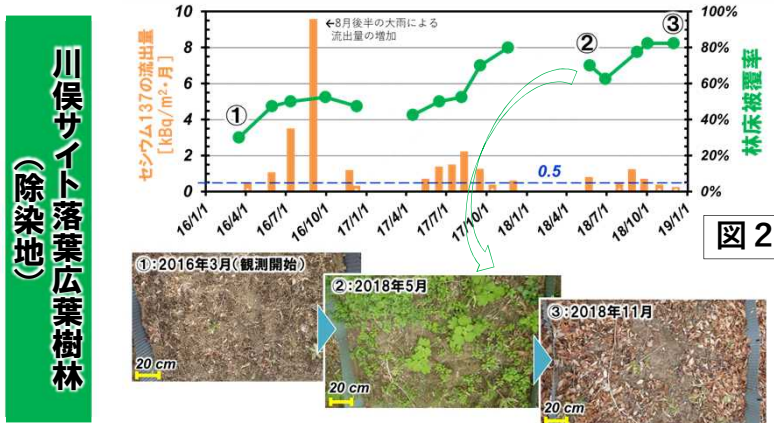 川俣サイト落葉広葉樹林
（除染地）
セシウム137の流出量
[kBq/m²・月]
10
8
6
4
2
0
←8月後半の大雨による
流出量の増加
①
②
③
0.5
100%
80%
60%
40%
20%
0%
林床被覆率
16/1/1
16/4/1
16/7/1
16/10/1
17/1/1
17/4/1
17/7/1
17/10/1
18/1/1
18/4/1
18/7/1
18/10/1
19/1/1
図2
①:2016年3月(観測開始)
20 cm
②:2018年5月
20 cm
③:2018年11月
20 cm